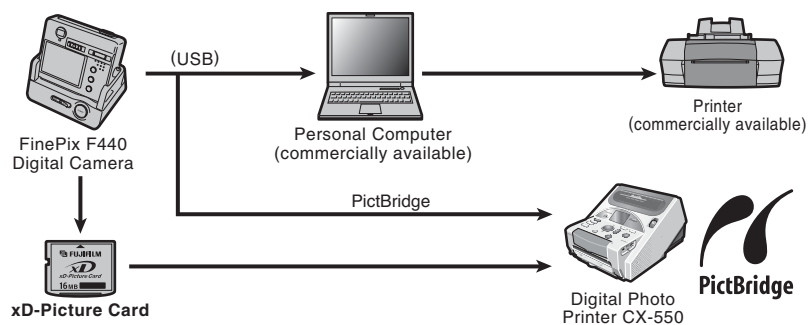 (USB)
FinePix F440
Digital Camera
Personal Computer
(commercially available)
Printer
(commercially available)
PictBridge
FUJIFILM
xD
xD-Picture Card
16MB
xD-Picture Card
Digital Photo
Printer CX-550
PictBridge